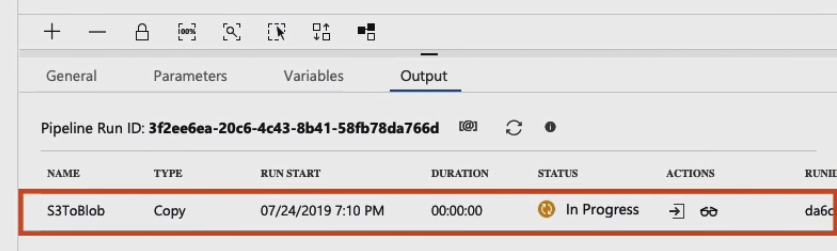 100%
General Parameters Variables Output
Pipeline Run ID: 3f2ee6ea-20c6-4c43-8b41-58fb78da766d [@]
NAME TYPE RUN START DURATION STATUS ACTIONS RUNID
S3ToBlob Copy 07/24/2019 7:10 PM 00:00:00 In Progress da6c